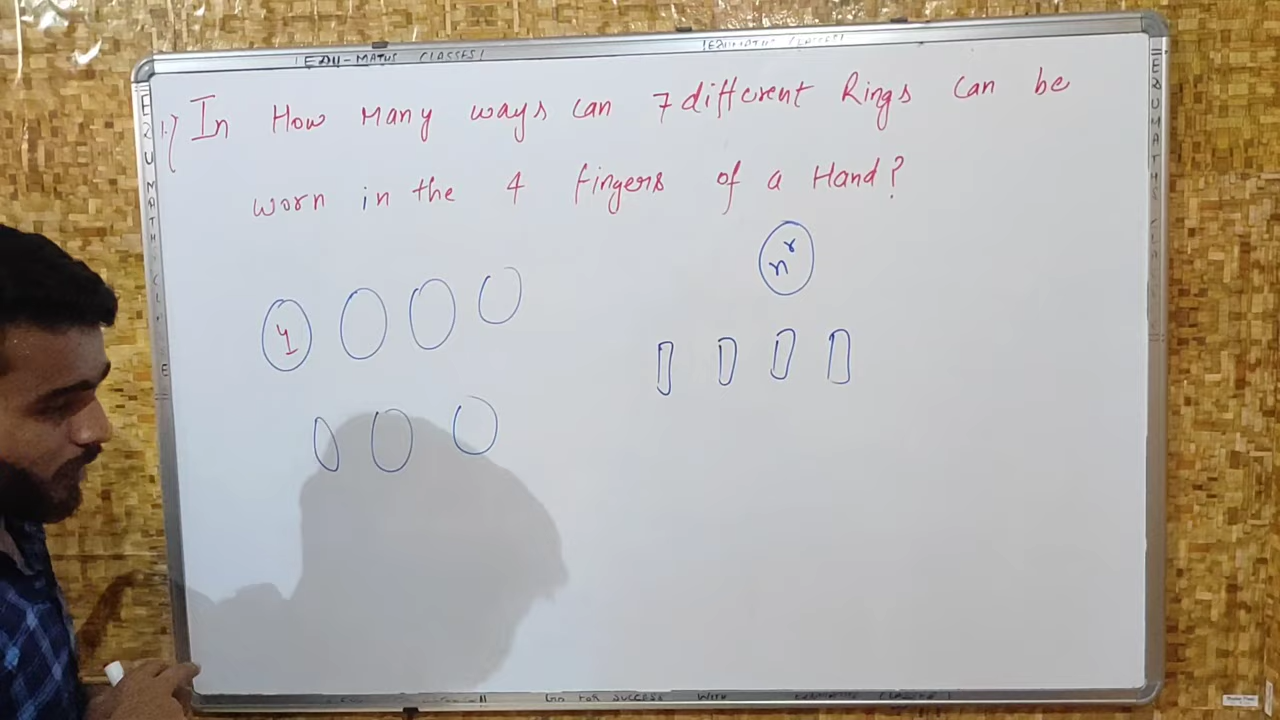 EDU-MATHS CLASSES
1.) In How Many ways can 7 different Rings can be
worn in the 4 fingers of a Hand?
n^r
4
GO FOR SUCCESS WITH